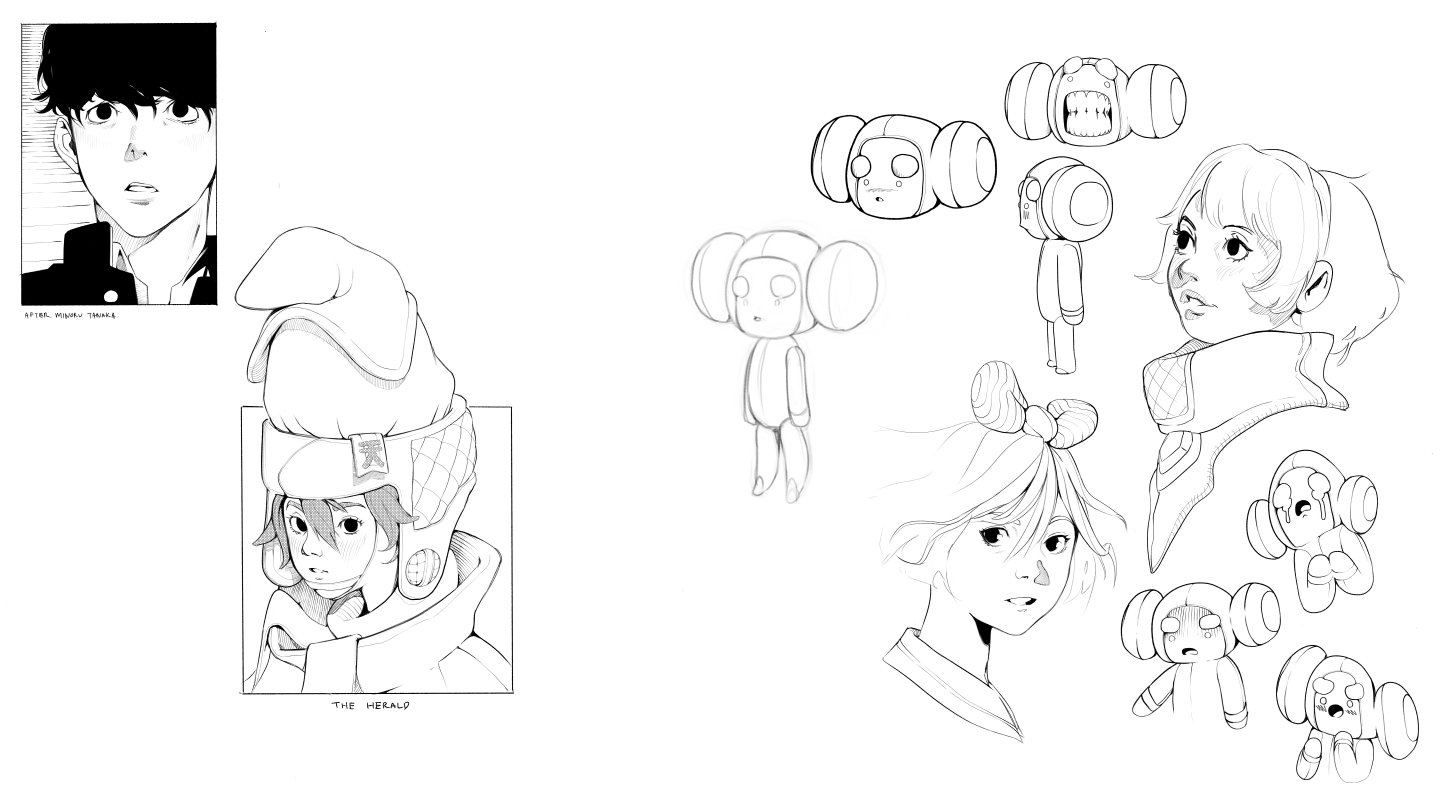 AFTER MINORU TANAKA
天
THE HERALD